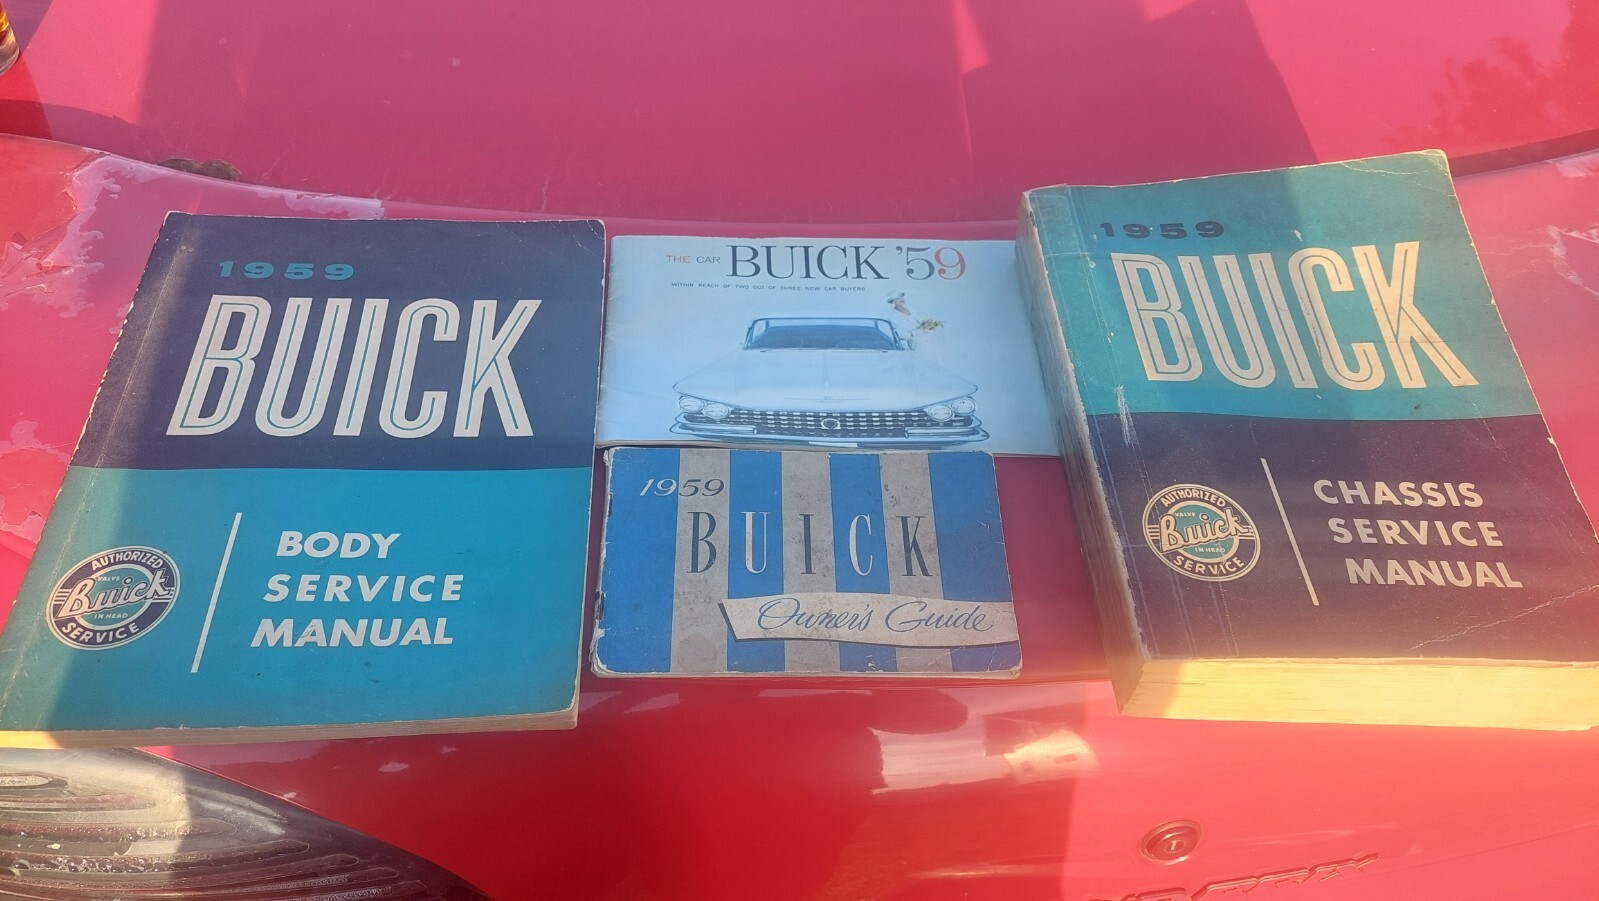 1959
BUICK
AUTHORIZED
VALVE
Buick
IN HEAD
SERVICE
BODY
SERVICE
MANUAL
THE CAR BUICK '59
WITHIN REACH OF TWO OUT OF THREE NEW CAR BUYERS
1959
BUICK
Owner's Guide
1959
BUICK
AUTHORIZED
VALVE
Buick
IN HEAD
SERVICE
CHASSIS
SERVICE
MANUAL